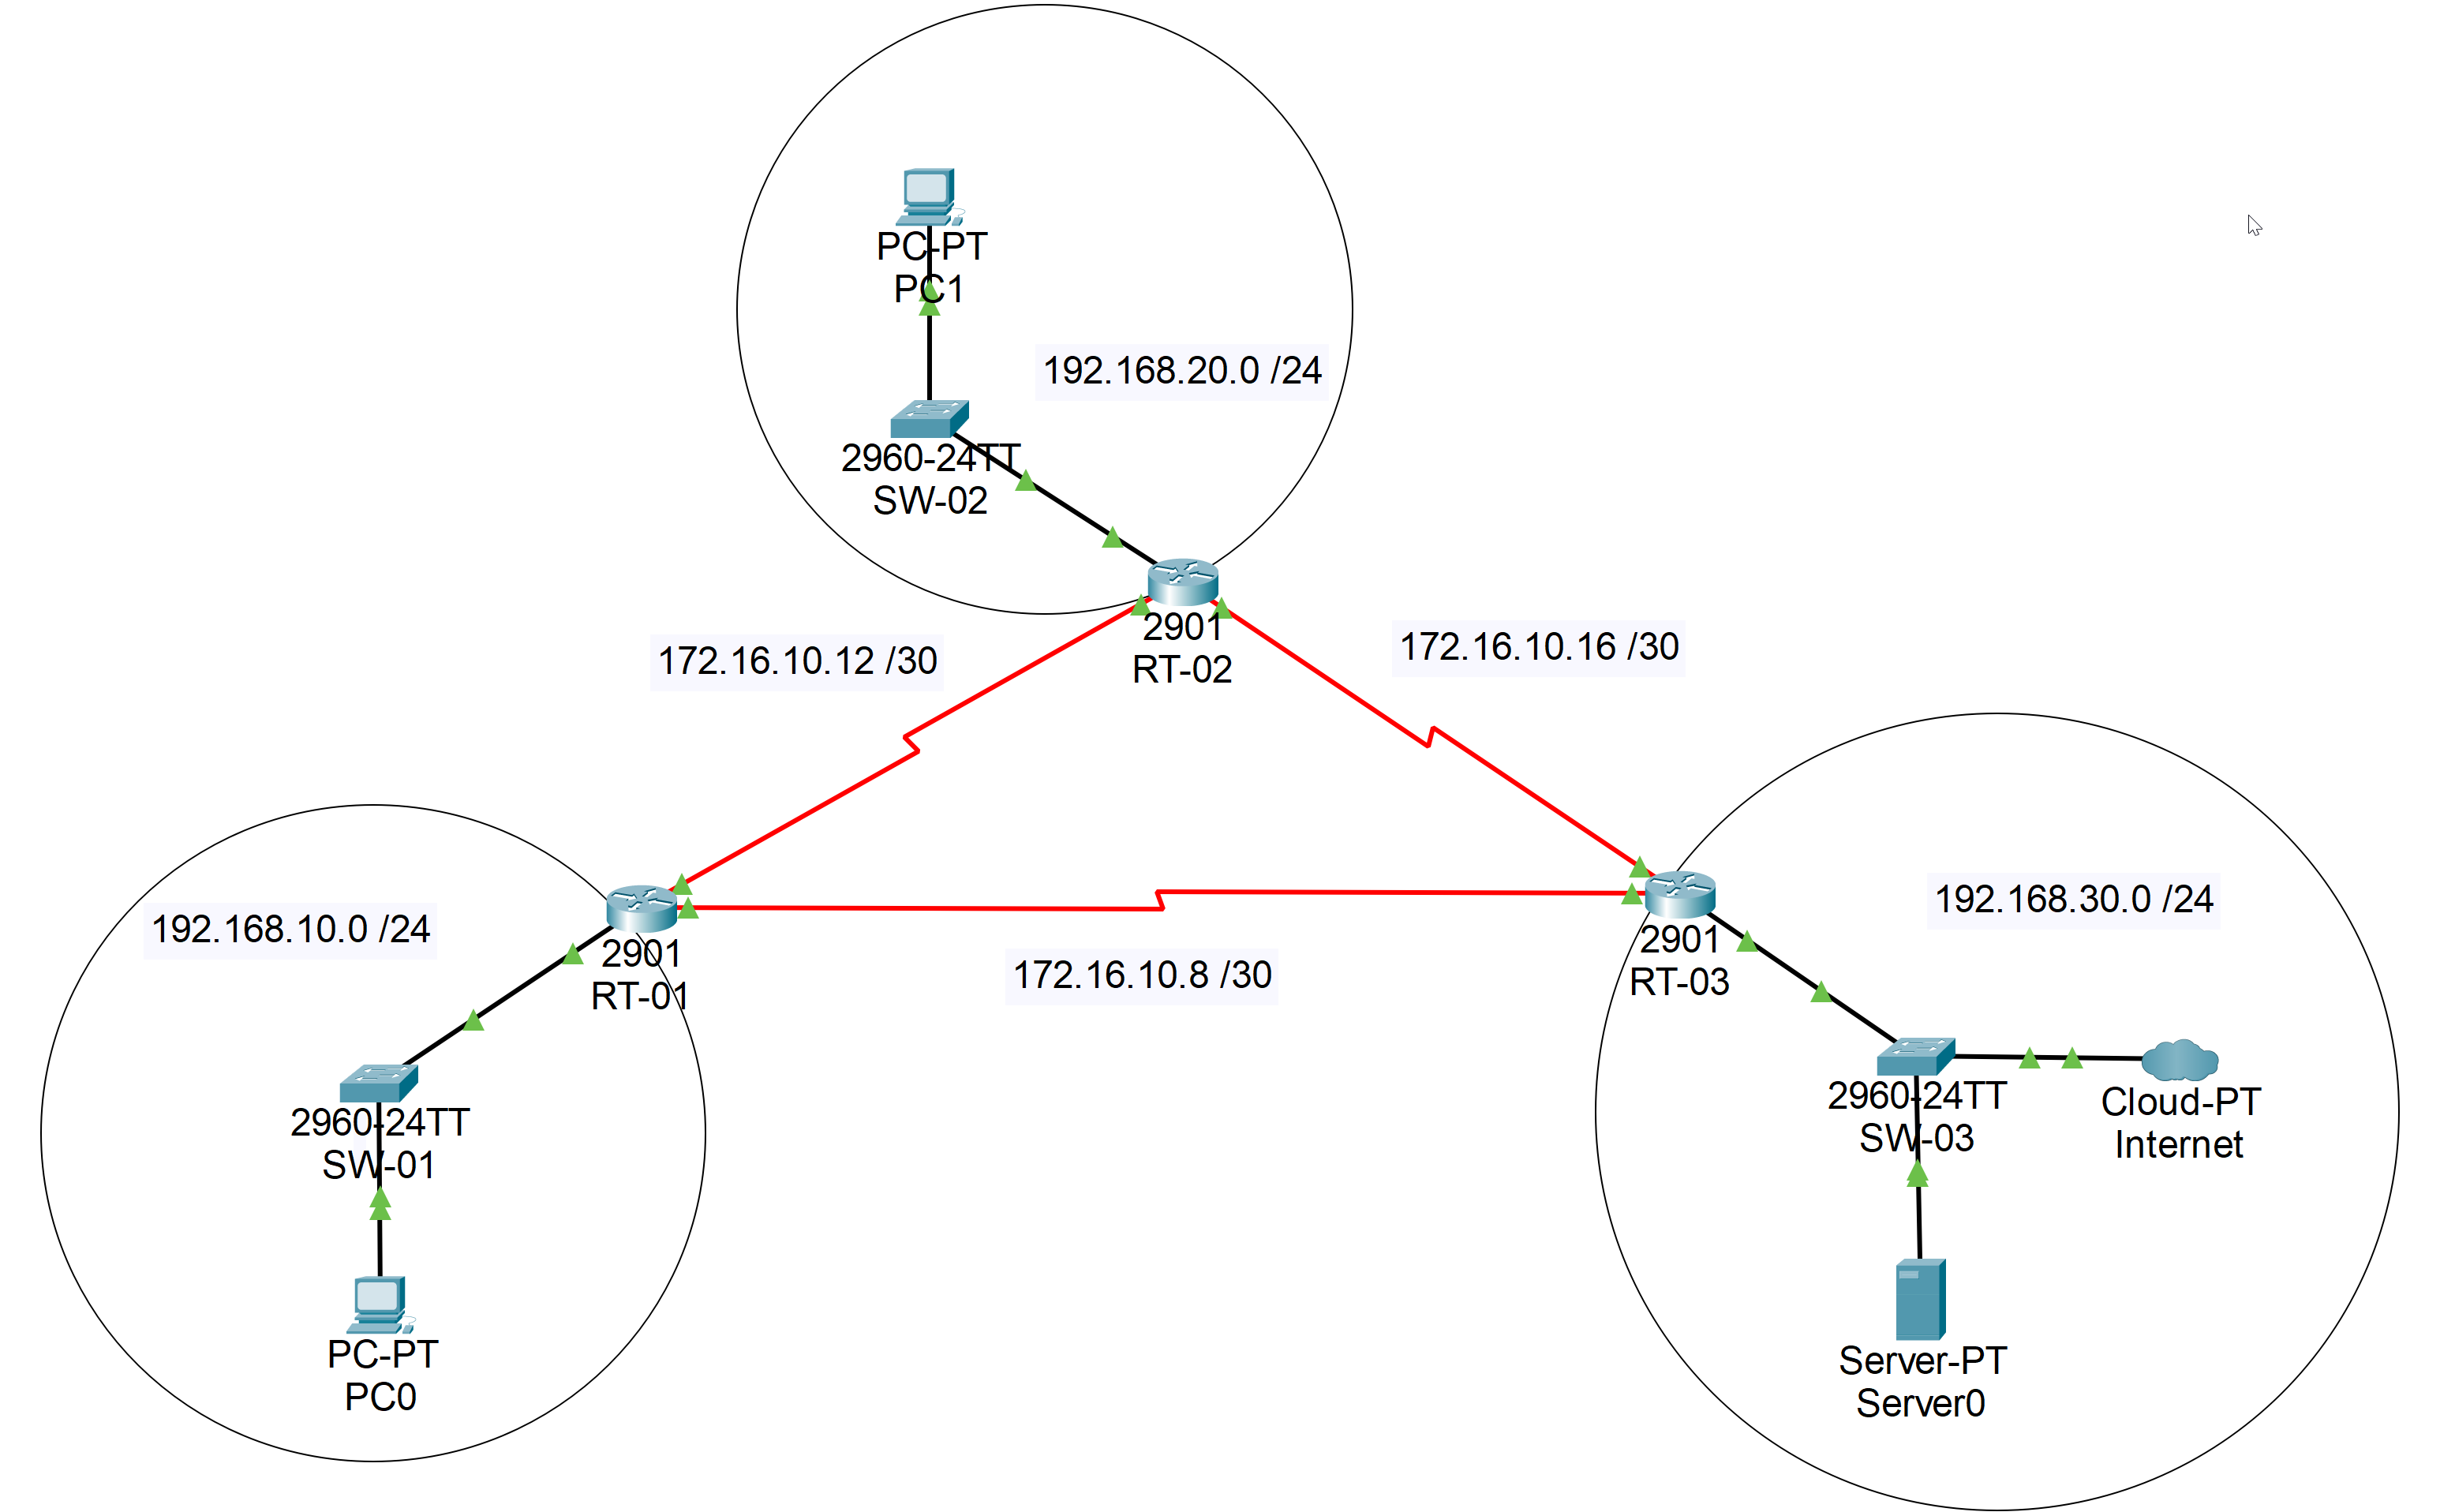 PC-PT
PC1
192.168.20.0 /24
2960-24TT
SW-02
2901
RT-02
172.16.10.12 /30
172.16.10.16 /30
192.168.10.0 /24
2901
RT-01
172.16.10.8 /30
2901
RT-03
192.168.30.0 /24
2960-24TT
SW-01
PC-PT
PC0
2960-24TT
SW-03
Cloud-PT
Internet
Server-PT
Server0